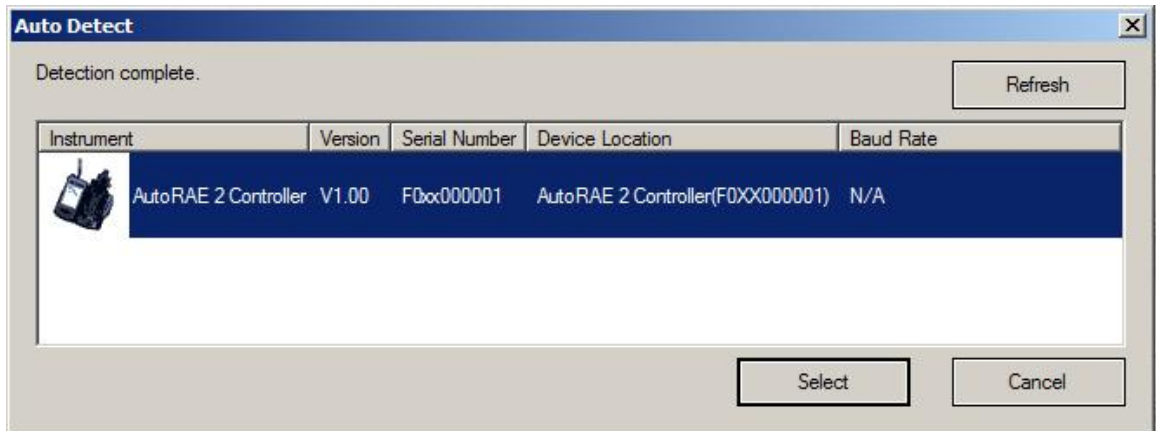 Auto Detect
Detection complete.
Refresh
Instrument Version Serial Number Device Location Baud Rate
AutoRAE 2 Controller V1.00 F0xx000001 AutoRAE 2 Controller(F0XX000001) N/A
Select Cancel